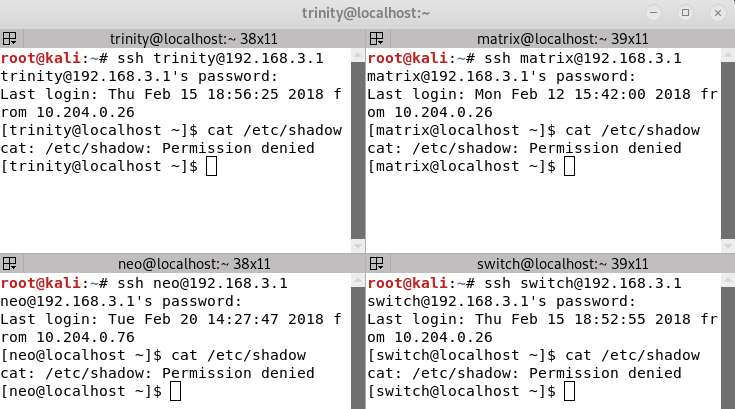 trinity@localhost:~
trinity@localhost:~ 38x11
root@kali:~# ssh trinity@192.168.3.1
trinity@192.168.3.1's password:
Last login: Thu Feb 15 18:56:25 2018 f
rom 10.204.0.26
[trinity@localhost ~]$ cat /etc/shadow
cat: /etc/shadow: Permission denied
[trinity@localhost ~]$
matrix@localhost:~ 39x11
root@kali:~# ssh matrix@192.168.3.1
matrix@192.168.3.1's password:
Last login: Mon Feb 12 15:42:00 2018 fr
om 10.204.0.26
[matrix@localhost ~]$ cat /etc/shadow
cat: /etc/shadow: Permission denied
[matrix@localhost ~]$
neo@localhost:~ 38x11
root@kali:~# ssh neo@192.168.3.1
neo@192.168.3.1's password:
Last login: Tue Feb 20 14:27:47 2018 f
rom 10.204.0.76
[neo@localhost ~]$ cat /etc/shadow
cat: /etc/shadow: Permission denied
[neo@localhost ~]$
switch@localhost:~ 39x11
root@kali:~# ssh switch@192.168.3.1
switch@192.168.3.1's password:
Last login: Thu Feb 15 18:52:55 2018 fr
om 10.204.0.26
[switch@localhost ~]$ cat /etc/shadow
cat: /etc/shadow: Permission denied
[switch@localhost ~]$